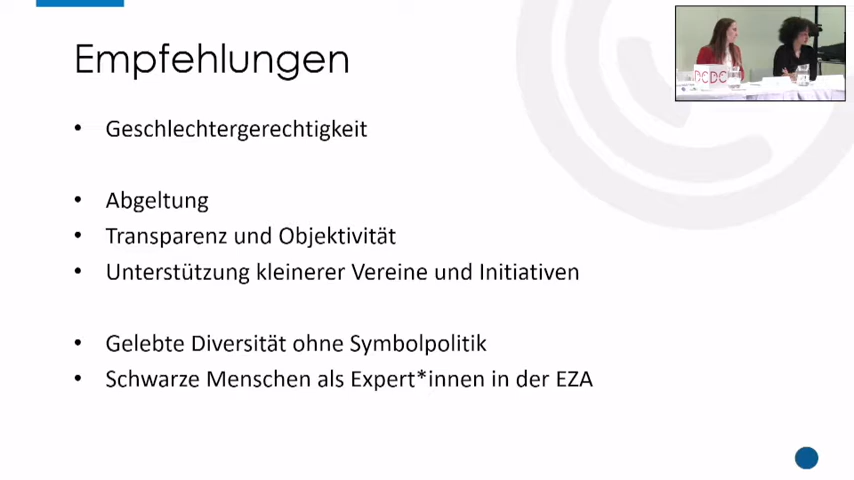 Empfehlungen
Geschlechtergerechtigkeit
Abgeltung
Transparenz und Objektivität
Unterstützung kleinerer Vereine und Initiativen
Gelebte Diversität ohne Symbolpolitik
Schwarze Menschen als Expert*innen in der EZA